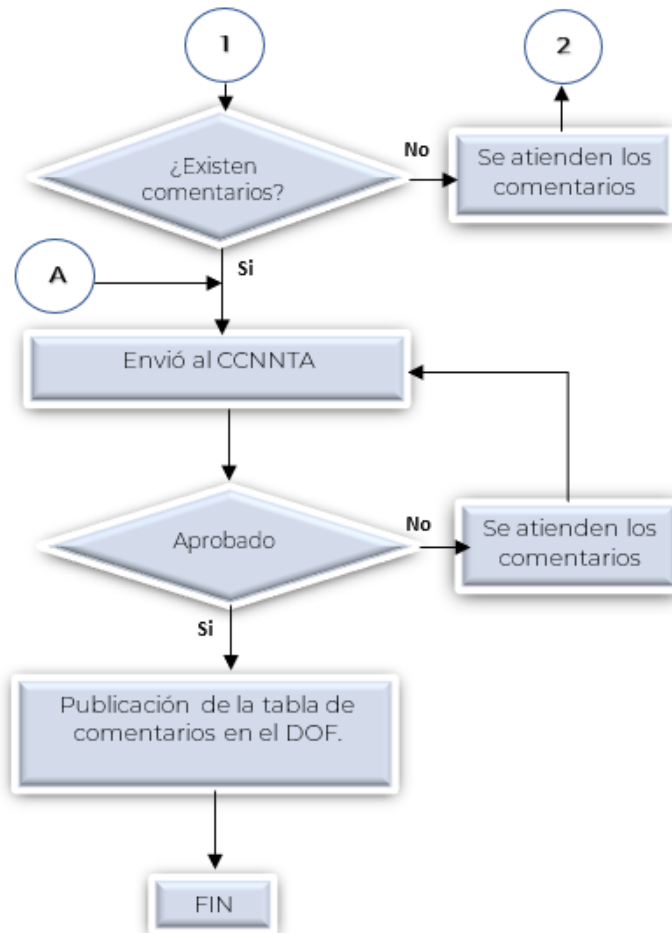 1
2
¿Existen
comentarios?
No
Se atienden los
comentarios
Si
A
Envió al CCNNTA
Aprobado
No
Se atienden los
comentarios
Si
Publicación de la tabla de
comentarios en el DOF.
FIN